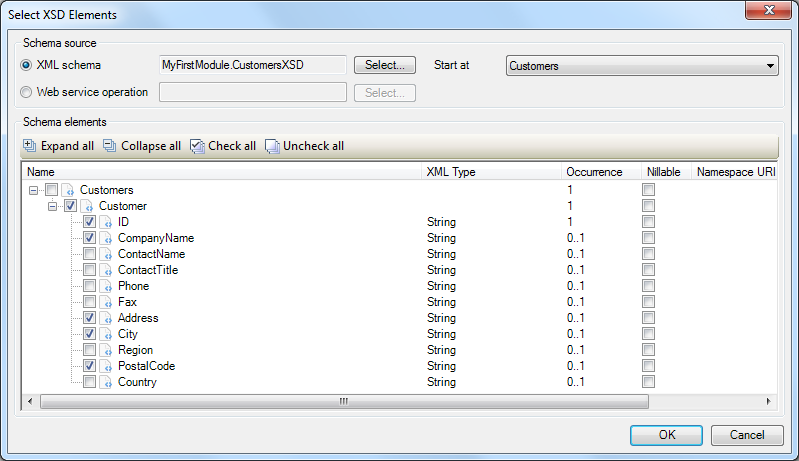 Select XSD Elements
Schema source
XML schema MyFirstModule.CustomersXSD Select... Start at Customers
Web service operation Select...
Schema elements
Expand all Collapse all Check all Uncheck all
Name XML Type Occurrence Nillable Namespace URI
Customers 1
Customer 1
ID String 1
CompanyName String 0..1
ContactName String 0..1
ContactTitle String 0..1
Phone String 0..1
Fax String 0..1
Address String 0..1
City String 0..1
Region String 0..1
PostalCode String 0..1
Country String 0..1
OK Cancel